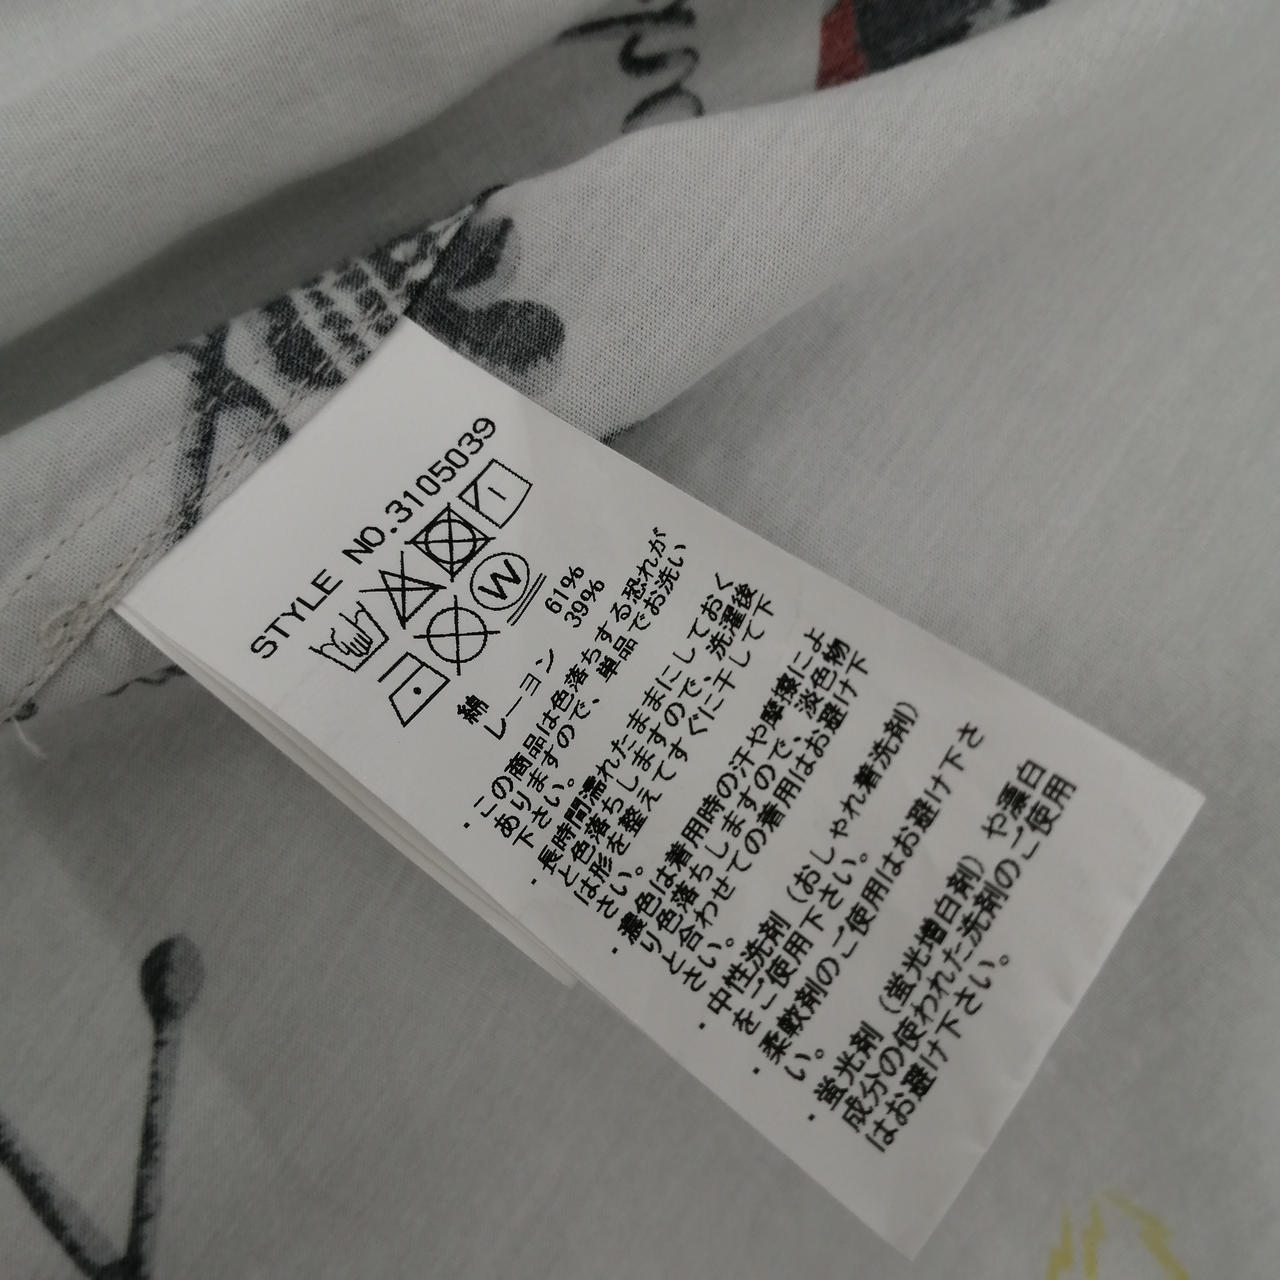 STYLE NO.3105039
W
綿 61%
レーヨン 39%
・この商品は色落ちする恐れが
ありますので、単品でお洗い
下さい。
・長時間濡れたままにしておく
と色落ちしますので、洗濯後
は形を整えてすぐに干して下
さい。
・濃色は着用時の汗や摩擦によ
り色落ちしますので、淡色物
と合わせての着用はお避け下
さい。
・中性洗剤（おしゃれ着洗剤）
をご使用下さい。
・柔軟剤のご使用はお避け下さ
い。
・蛍光剤（蛍光増白剤）や漂白
成分の使われた洗剤のご使用
はお避け下さい。